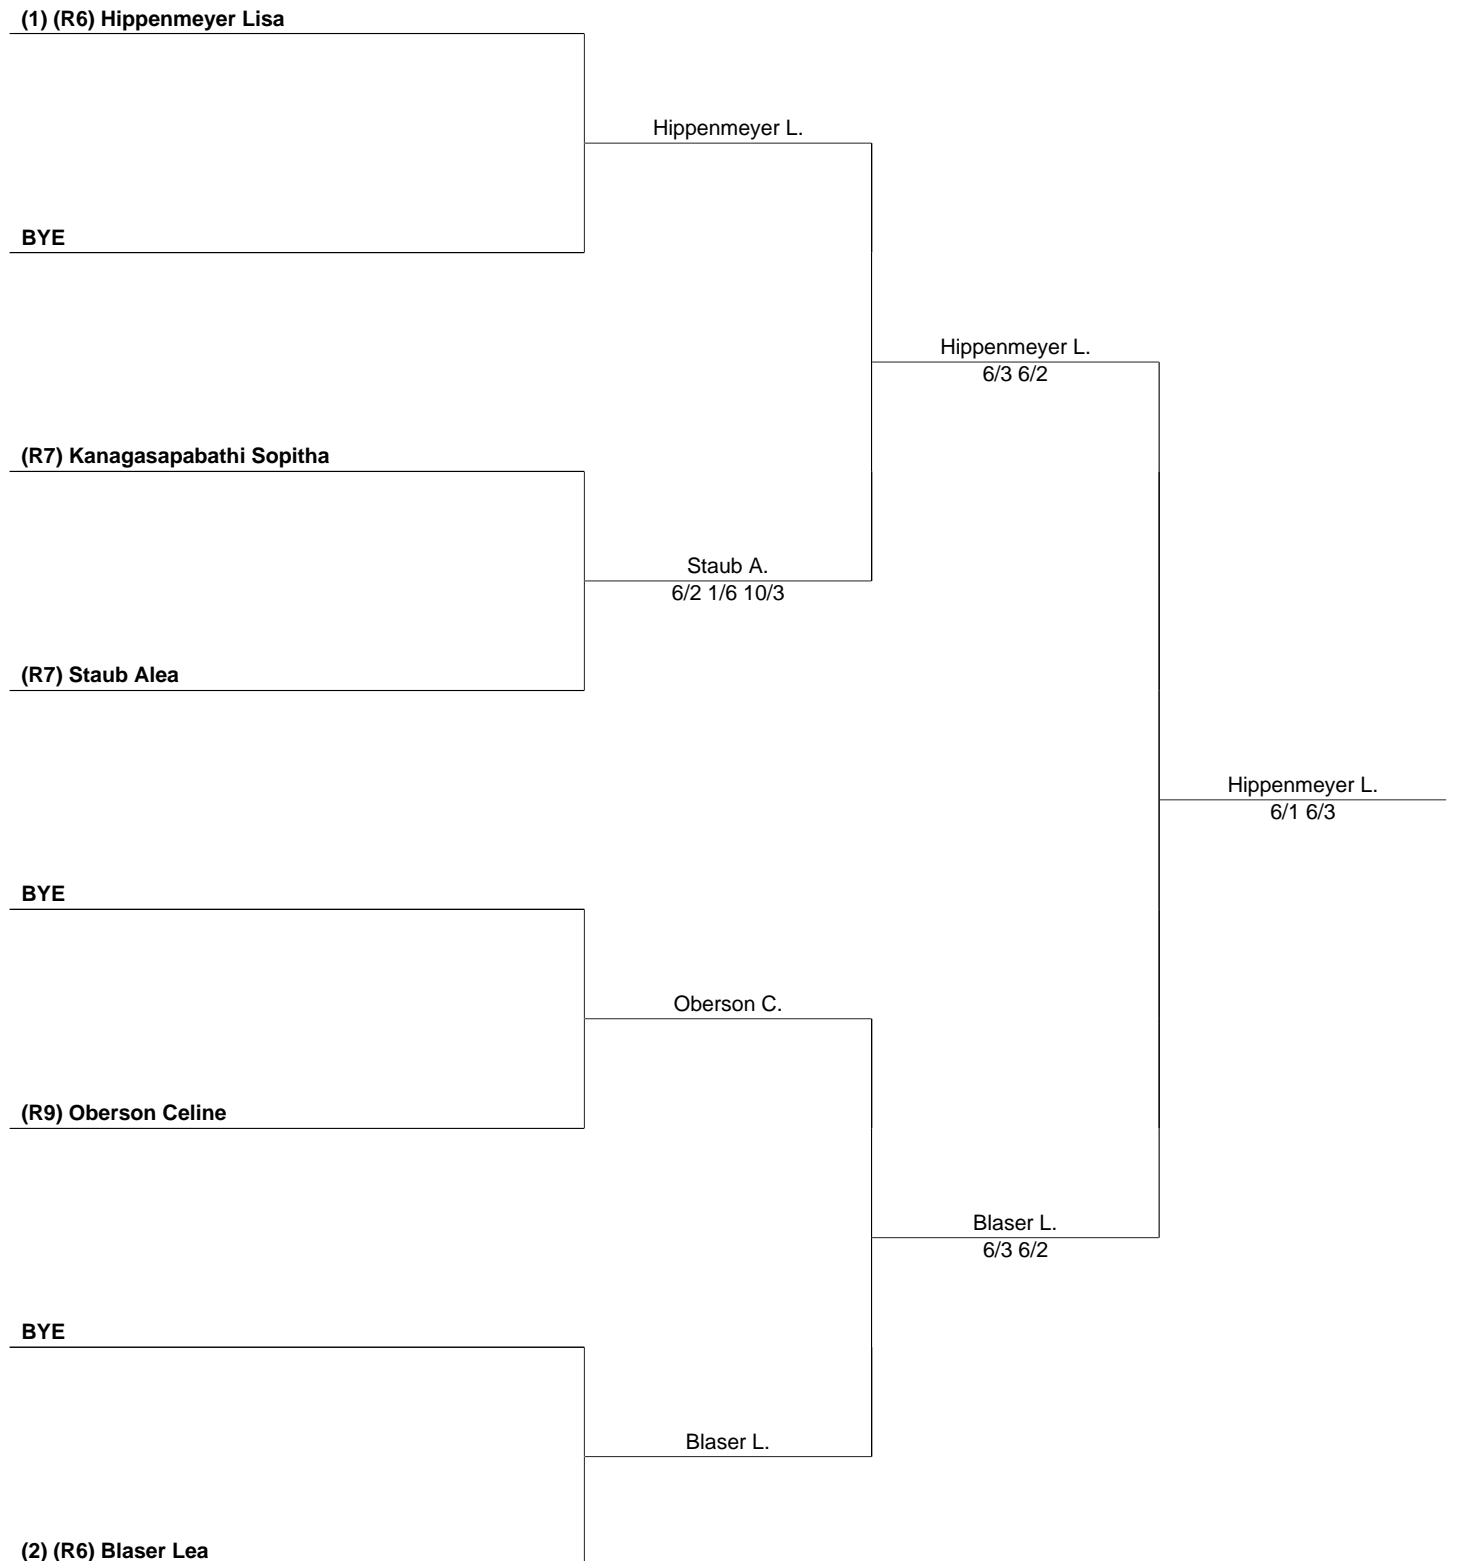 (1) (R6) Hippenmeyer Lisa
Hippenmeyer L.
BYE
Hippenmeyer L.
6/3 6/2
(R7) Kanagasapabathi Sopitha
Staub A.
6/2 1/6 10/3
(R7) Staub Alea
Hippenmeyer L.
6/1 6/3
BYE
Oberson C.
(R9) Oberson Celine
Blaser L.
6/3 6/2
BYE
Blaser L.
(2) (R6) Blaser Lea